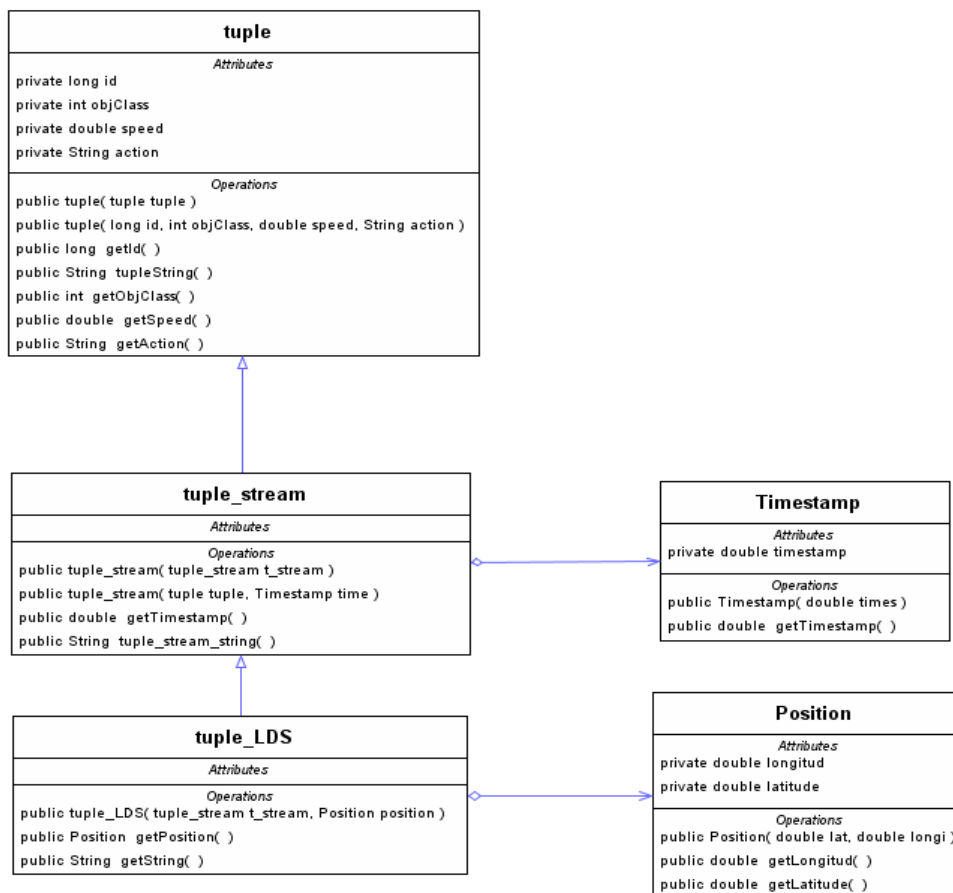 tuple
Attributes
private long id
private int objClass
private double speed
private String action
Operations
public tuple( tuple tuple )
public tuple( long id, int objClass, double speed, String action )
public long getId( )
public String tupleString( )
public int getObjClass( )
public double getSpeed( )
public String getAction( )
tuple_stream
Attributes
Operations
public tuple_stream( tuple_stream t_stream )
public tuple_stream( tuple tuple, Timestamp time )
public double getTimestamp( )
public String tuple_stream_string( )
Timestamp
Attributes
private double timestamp
Operations
public Timestamp( double times )
public double getTimestamp( )
tuple_LDS
Attributes
Operations
public tuple_LDS( tuple_stream t_stream, Position position )
public Position getPosition( )
public String getString( )
Position
Attributes
private double longitud
private double latitude
Operations
public Position( double lat, double longi )
public double getLongitud( )
public double getLatitude( )